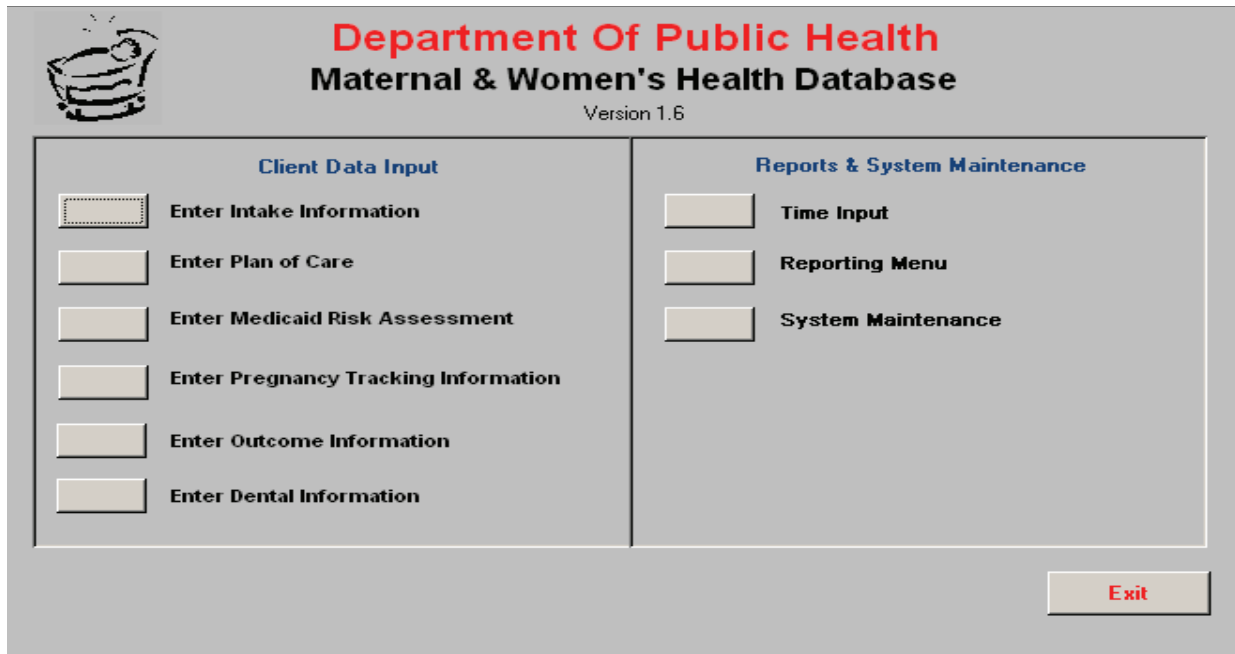 Department Of Public Health
Maternal & Women's Health Database
Version 1.6
Client Data Input
Enter Intake Information
Enter Plan of Care
Enter Medicaid Risk Assessment
Enter Pregnancy Tracking Information
Enter Outcome Information
Enter Dental Information
Reports & System Maintenance
Time Input
Reporting Menu
System Maintenance
Exit